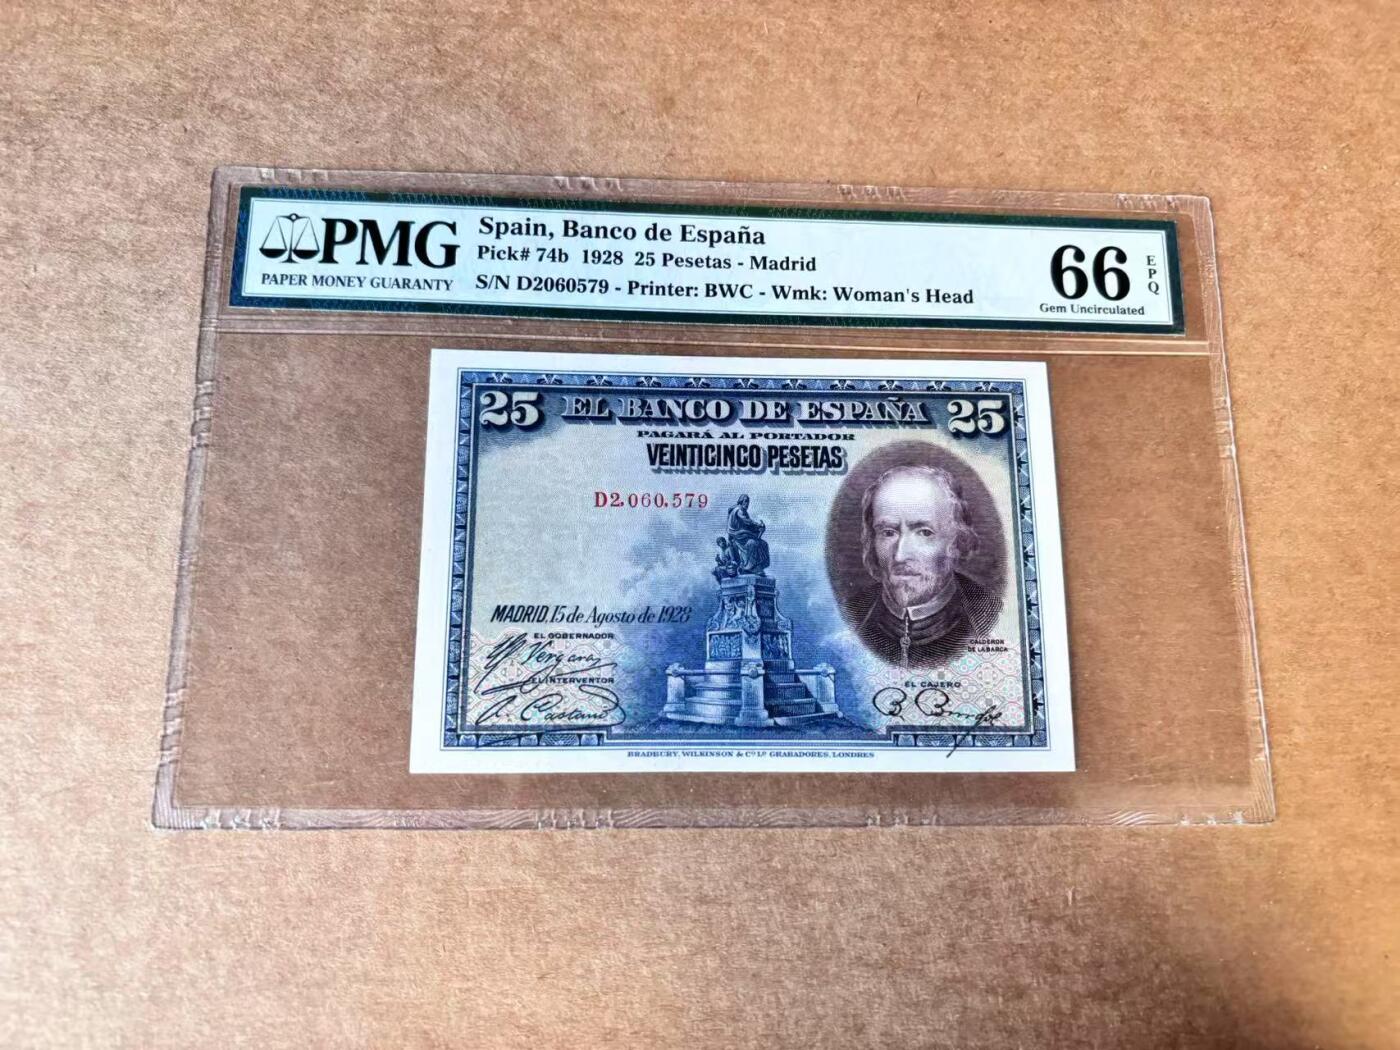 PMG
PAPER MONEY GUARANTY
Spain, Banco de España
Pick# 74b 1928 25 Pesetas - Madrid
S/N D2060579 - Printer: BWC - Wmk: Woman's Head
66
EPQ
Gem Uncirculated
25 EL BANCO DE ESPAÑA 25
PAGARÁ AL PORTADOR
VEINTICINCO PESETAS
D2,060,579
MADRID, 15 de Agosto de 1928
EL GOBERNADOR
Vergara
EL INTERVENTOR
CALDERON
DE LA BARCA
EL CAJERO
BRADBURY, WILKINSON & Cº Lº GRABADORES, LONDRES